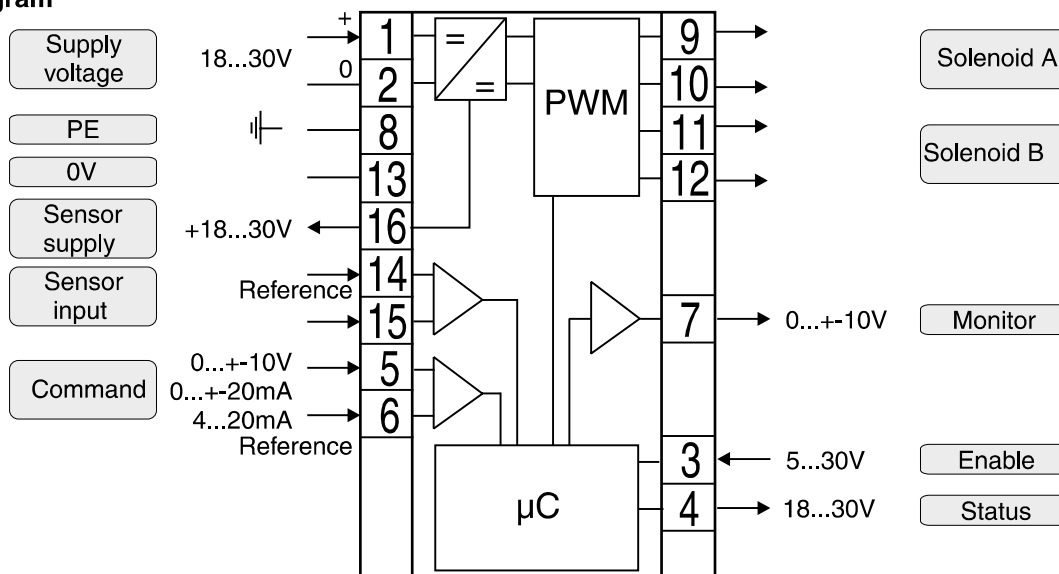 gram
Supply
voltage
PE
0V
Sensor
supply
Sensor
input
Command
+
18...30V
0
+18...30V
Reference
0...+-10V
0...+-20mA
4...20mA
Reference
1
2
8
13
16
14
15
5
6
=
=
PWM
µC
9
10
11
12
7
3
4
0...+-10V
5...30V
18...30V
Solenoid A
Solenoid B
Monitor
Enable
Status